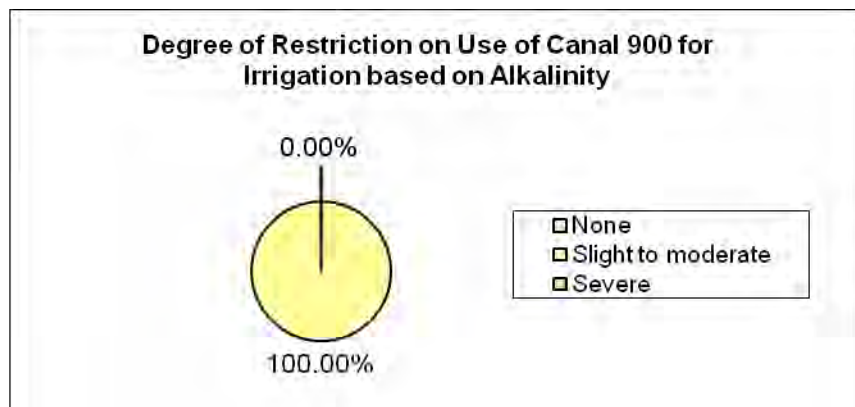 Degree of Restriction on Use of Canal 900 for
Irrigation based on Alkalinity
0.00%
None
Slight to moderate
Severe
100.00%